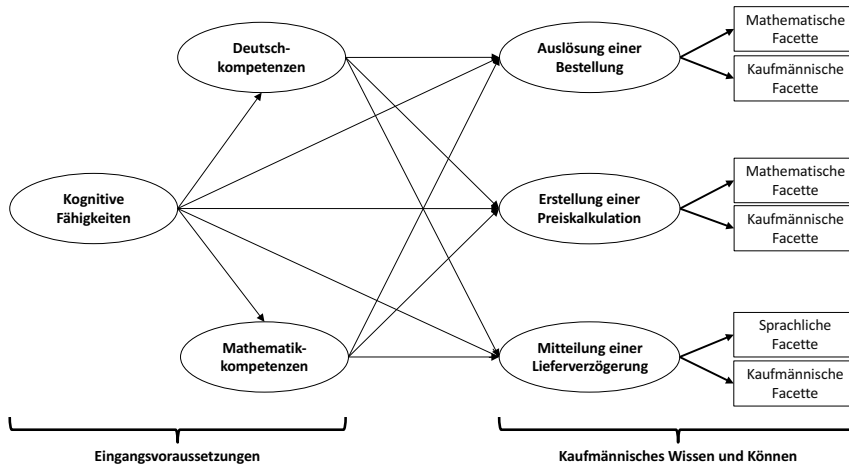 Deutsch-
kompetenzen
Auslösung einer
Bestellung
Mathematische
Facette
Kaufmännische
Facette
Kognitive
Fähigkeiten
Erstellung einer
Preiskalkulation
Mathematische
Facette
Kaufmännische
Facette
Mathematik-
kompetenzen
Mitteilung einer
Lieferverzögerung
Sprachliche
Facette
Kaufmännische
Facette
Eingangsvoraussetzungen
Kaufmännisches Wissen und Können